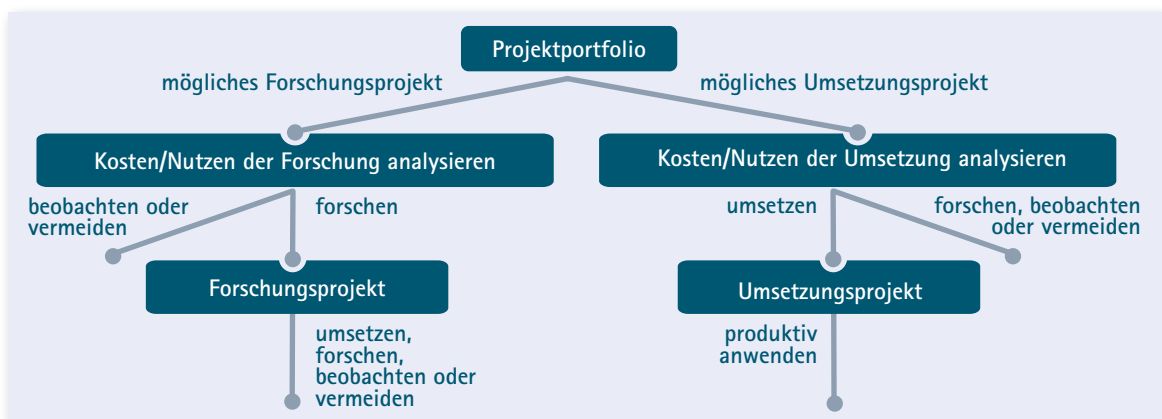 Projektportfolio
mögliches Forschungsprojekt
mögliches Umsetzungsprojekt
Kosten/Nutzen der Forschung analysieren
Kosten/Nutzen der Umsetzung analysieren
beobachten oder
vermeiden
forschen
umsetzen
forschen, beobachten
oder vermeiden
Forschungsprojekt
Umsetzungsprojekt
umsetzen,
forschen,
beobachten oder
vermeiden
produktiv
anwenden